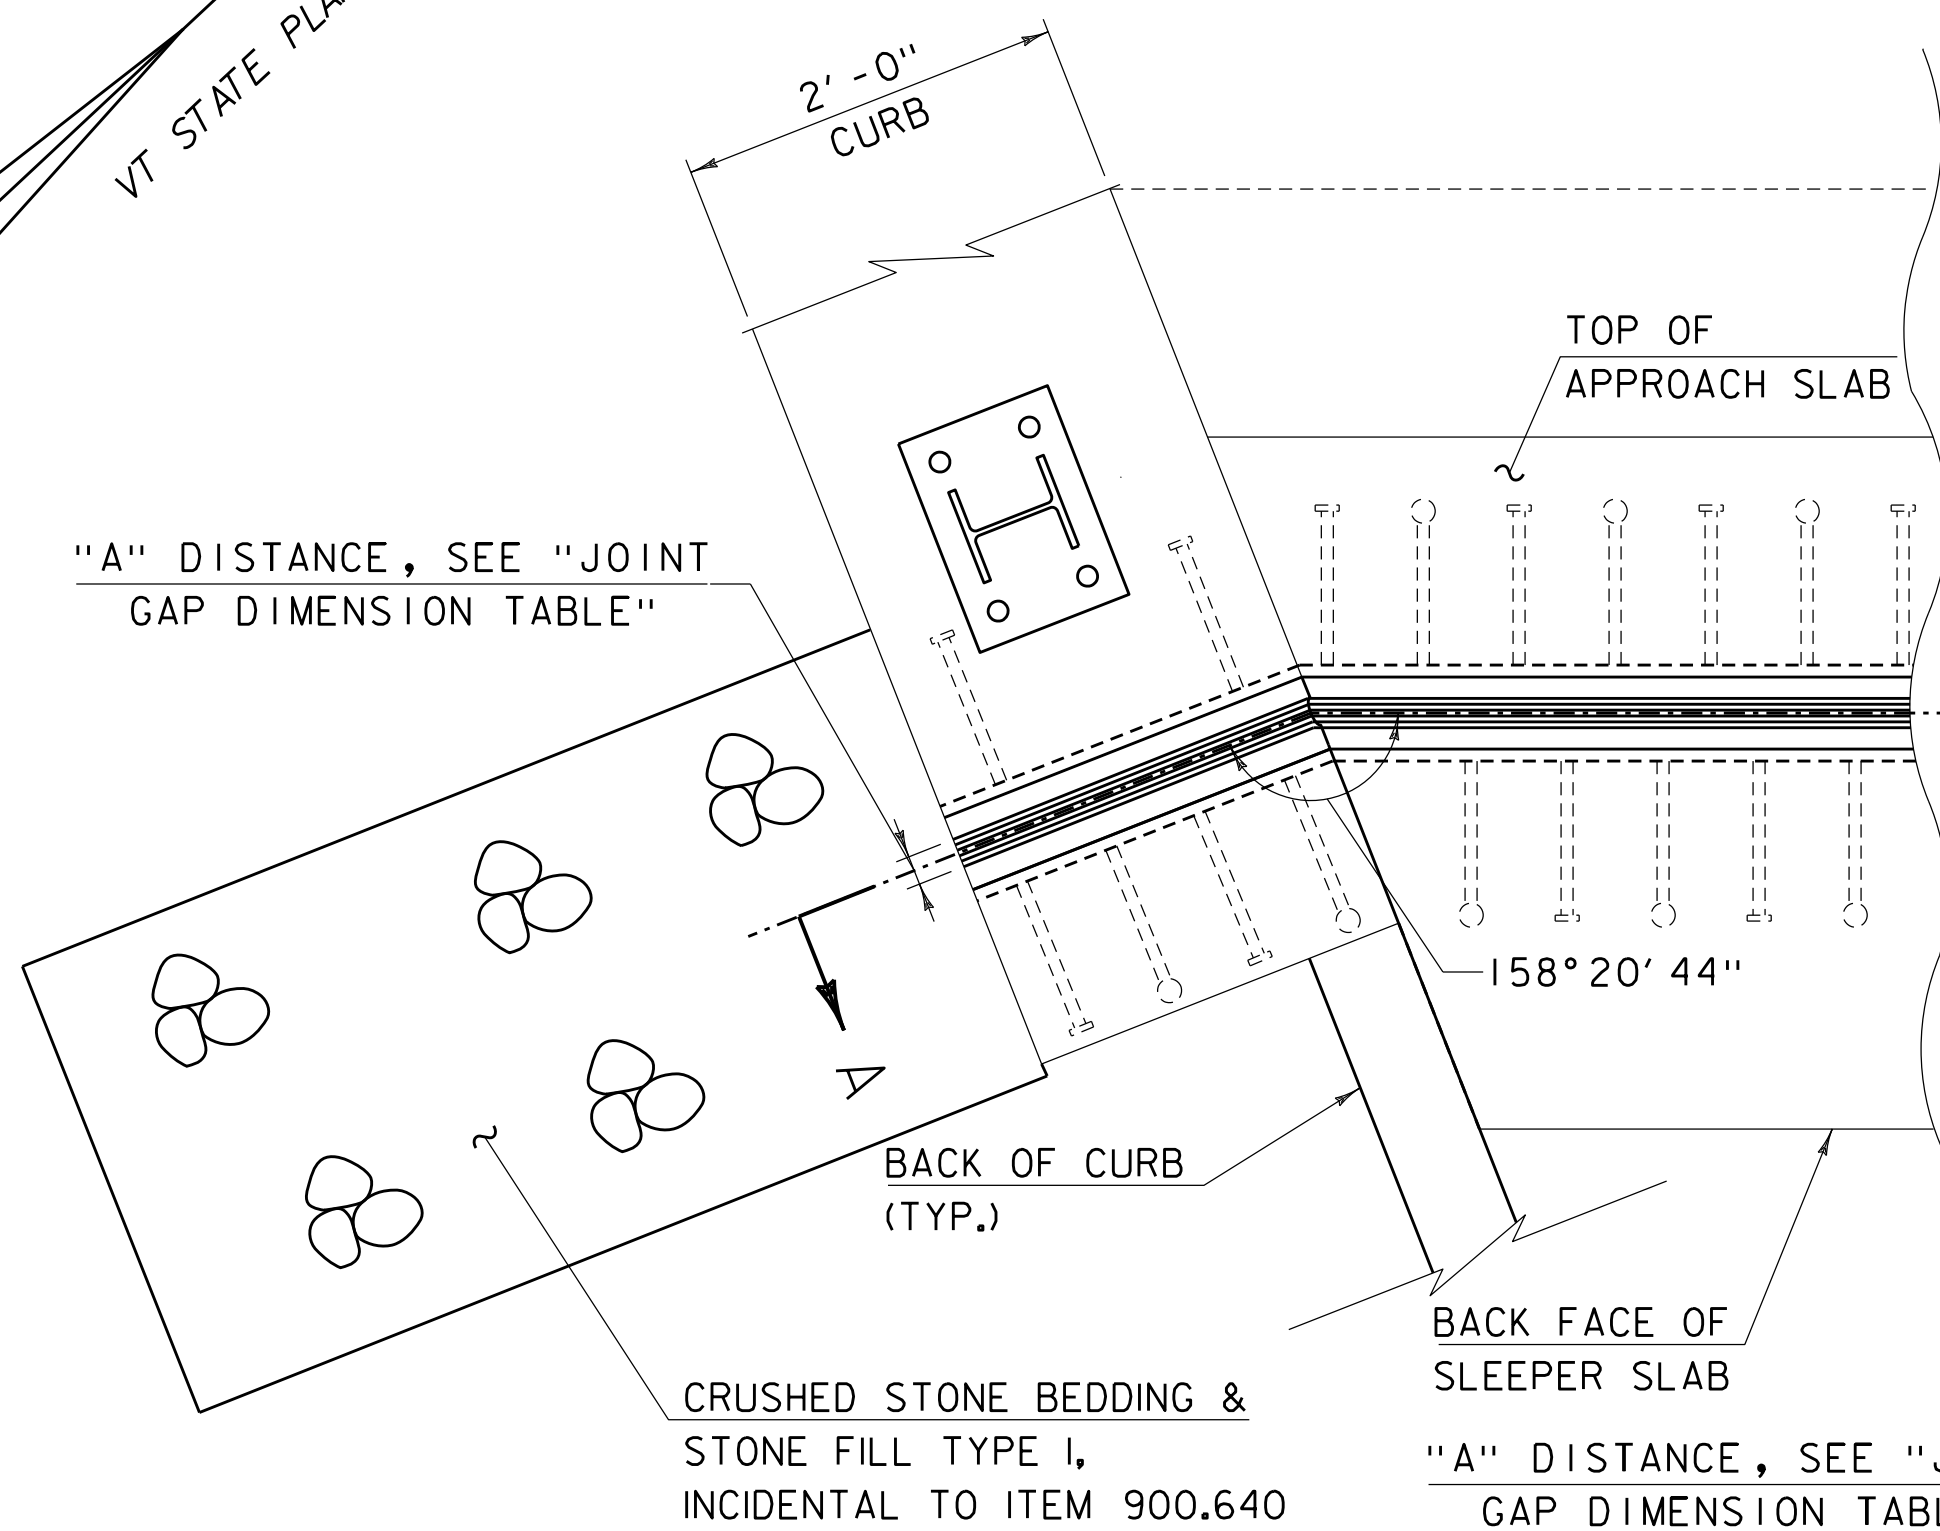 VT STATE
2'-0"
CURB
TOP OF
APPROACH SLAB
"A" DISTANCE, SEE "JOINT
GAP DIMENSION TABLE"
158°20'44"
A
BACK OF CURB
(TYP.)
BACK FACE OF
SLEEPER SLAB
CRUSHED STONE BEDDING &
STONE FILL TYPE I,
INCIDENTAL TO ITEM 900.640
"A" DISTANCE, SEE
GAP DIMENSION